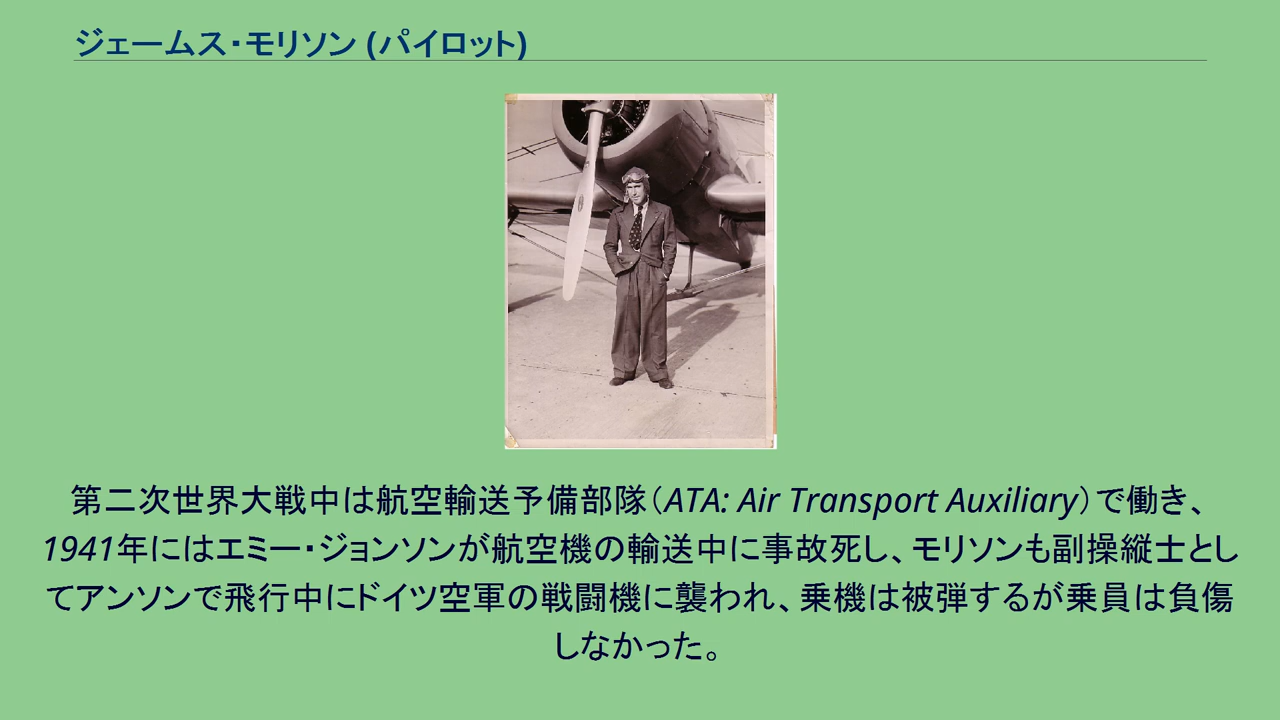 ジェームス・モリソン (パイロット)
第二次世界大戦中は航空輸送予備部隊（ATA: Air Transport Auxiliary）で働き、
1941年にはエミー・ジョンソンが航空機の輸送中に事故死し、モリソンも副操縦士とし
てアンソンで飛行中にドイツ空軍の戦闘機に襲われ、乗機は被弾するが乗員は負傷
しなかった。